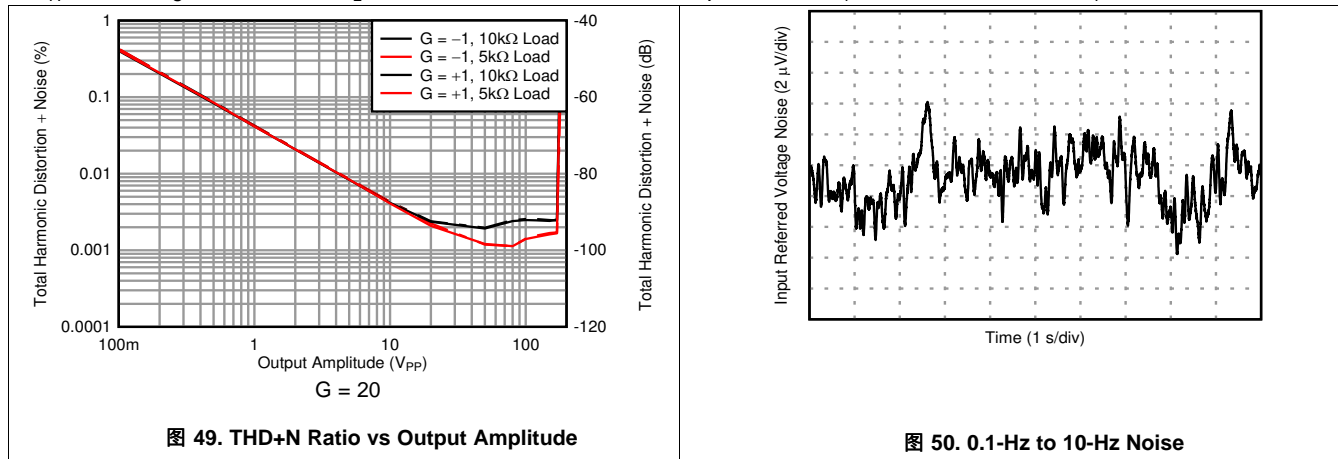 Total Harmonic Distortion + Noise (%)
1
0.1
0.01
0.001
0.0001
G = −1, 10kΩ Load
G = −1, 5kΩ Load
G = +1, 10kΩ Load
G = +1, 5kΩ Load
-40
-60
-80
-100
-120
Total Harmonic Distortion + Noise (dB)
100m 1 10 100
Output Amplitude (VPP)
G = 20
图 49. THD+N Ratio vs Output Amplitude
Input Referred Voltage Noise (2 µV/div)
Time (1 s/div)
图 50. 0.1-Hz to 10-Hz Noise